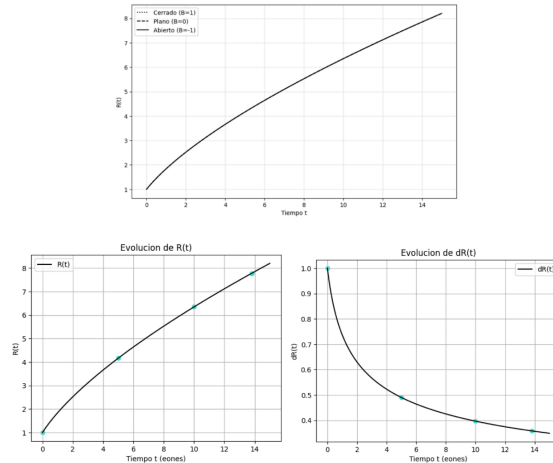 Cerrado (B=1)
Plano (B=0)
Abierto (B=-1)
8
7
6
5
4
3
2
1
R(t)
0 2 4 6 8 10 12 14
Tiempo t
Evolucion de R(t)
R(t)
8
7
6
5
4
3
2
1
R(t)
0 2 4 6 8 10 12 14
Tiempo t (eones)
Evolucion de dR(t)
dR(t)
1.0
0.9
0.8
0.7
0.6
0.5
0.4
dR(t)
0 2 4 6 8 10 12 14
Tiempo t (eones)